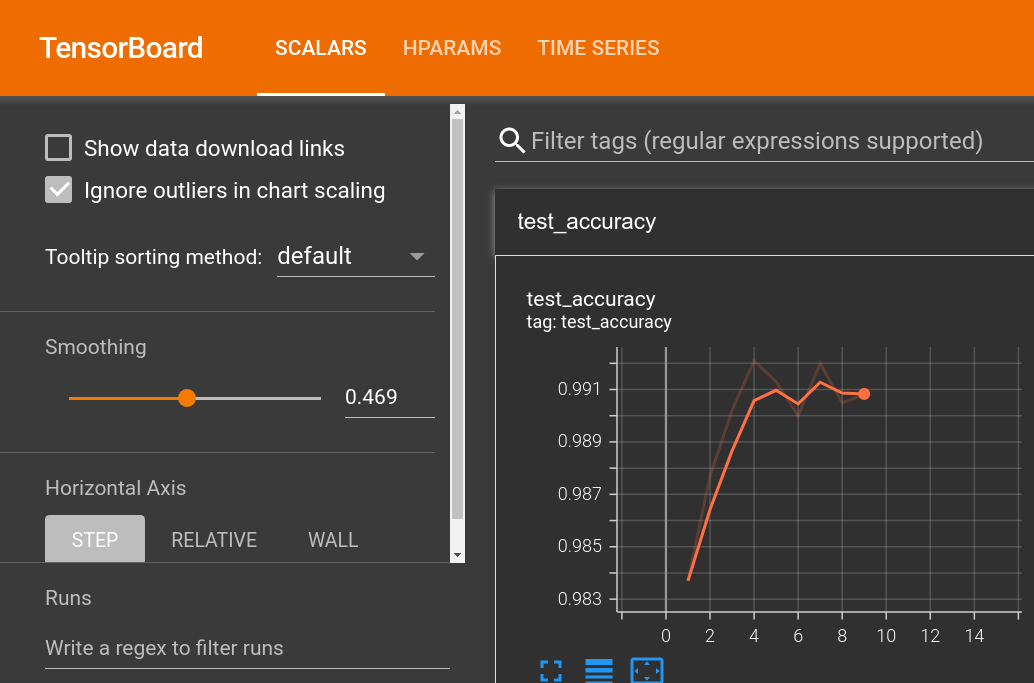 TensorBoard SCALARS HPARAMS TIME SERIES
Show data download links
Ignore outliers in chart scaling
Tooltip sorting method: default
Smoothing
0.469
Horizontal Axis
STEP RELATIVE WALL
Runs
Write a regex to filter runs
Filter tags (regular expressions supported)
test_accuracy
test_accuracy
tag: test_accuracy
0.991
0.989
0.987
0.985
0.983
0 2 4 6 8 10 12 14